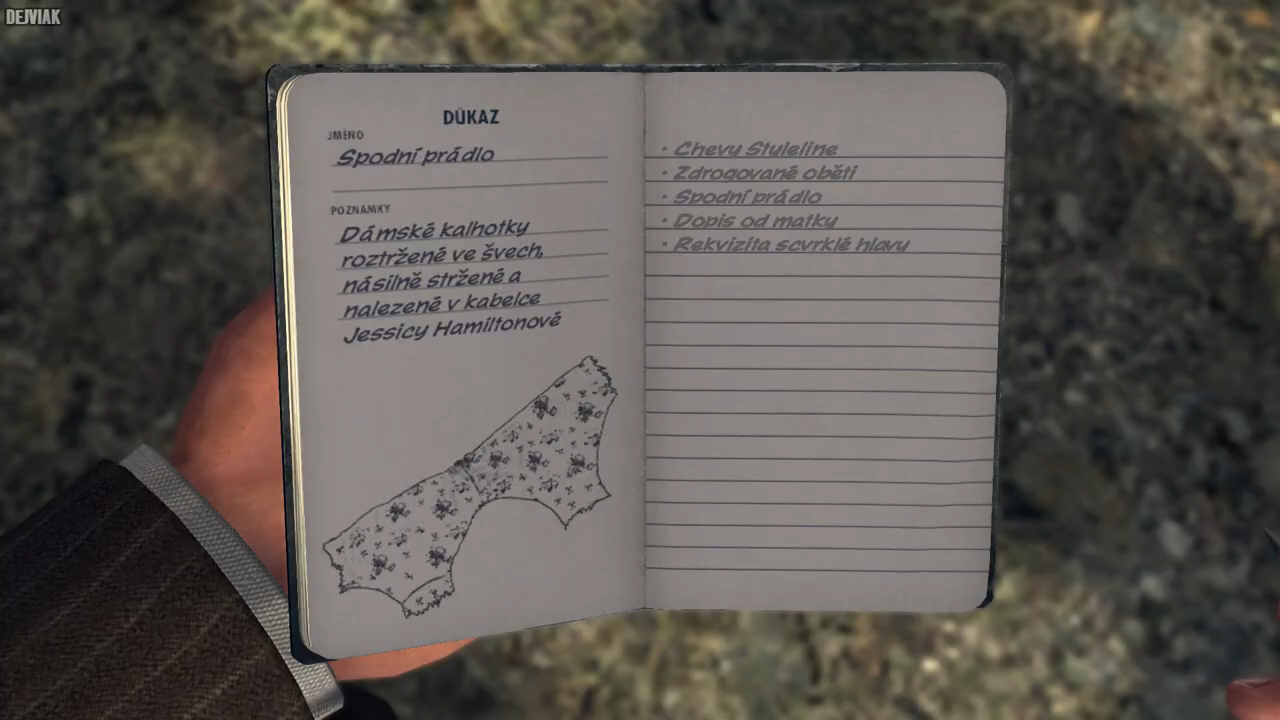 DEJVIAK
DŮKAZ
JMÉNO
Spodní prádlo
POZNÁMKY
Dámské kalhotky
roztržené ve švech,
násilně stržené a
nalezené v kabelce
Jessicy Hamiltonové
• Chevy Styleline
• Zdrogované oběti
• Spodní prádlo
• Dopis od matky
• Rekvizita scvrklé hlavy